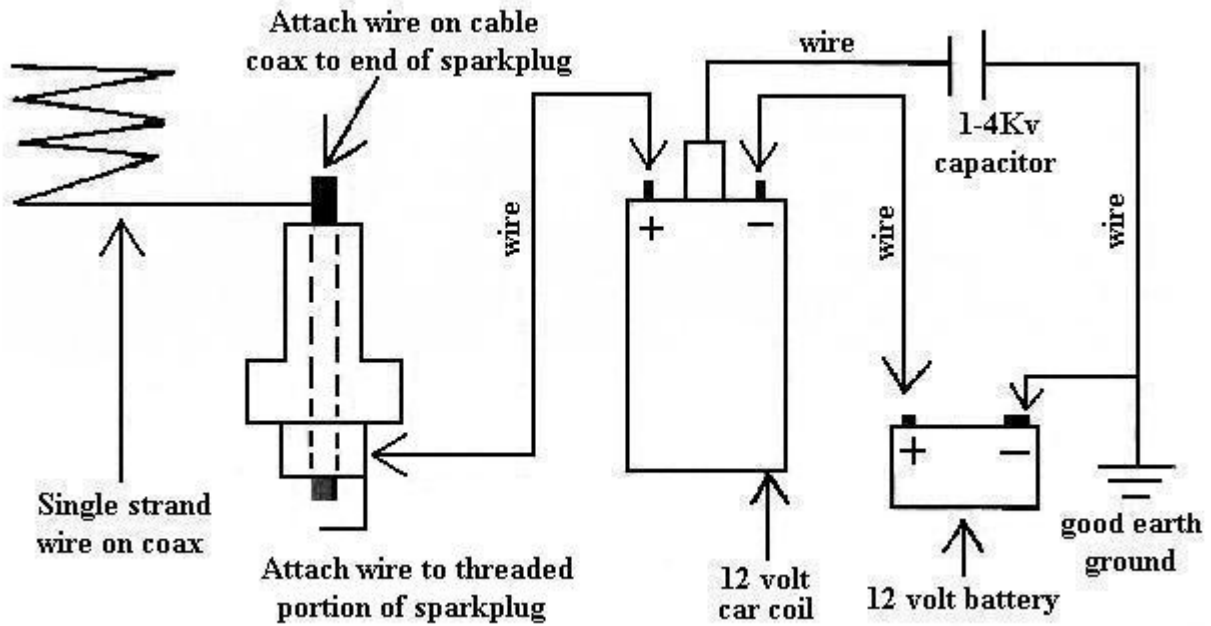 Attach wire on cable
coax to end of sparkplug
wire
1-4Kv
capacitor
wire
wire
wire
+ −
+ −
Single strand
wire on coax
Attach wire to threaded
portion of sparkplug
12 volt
car coil
12 volt battery
good earth
ground